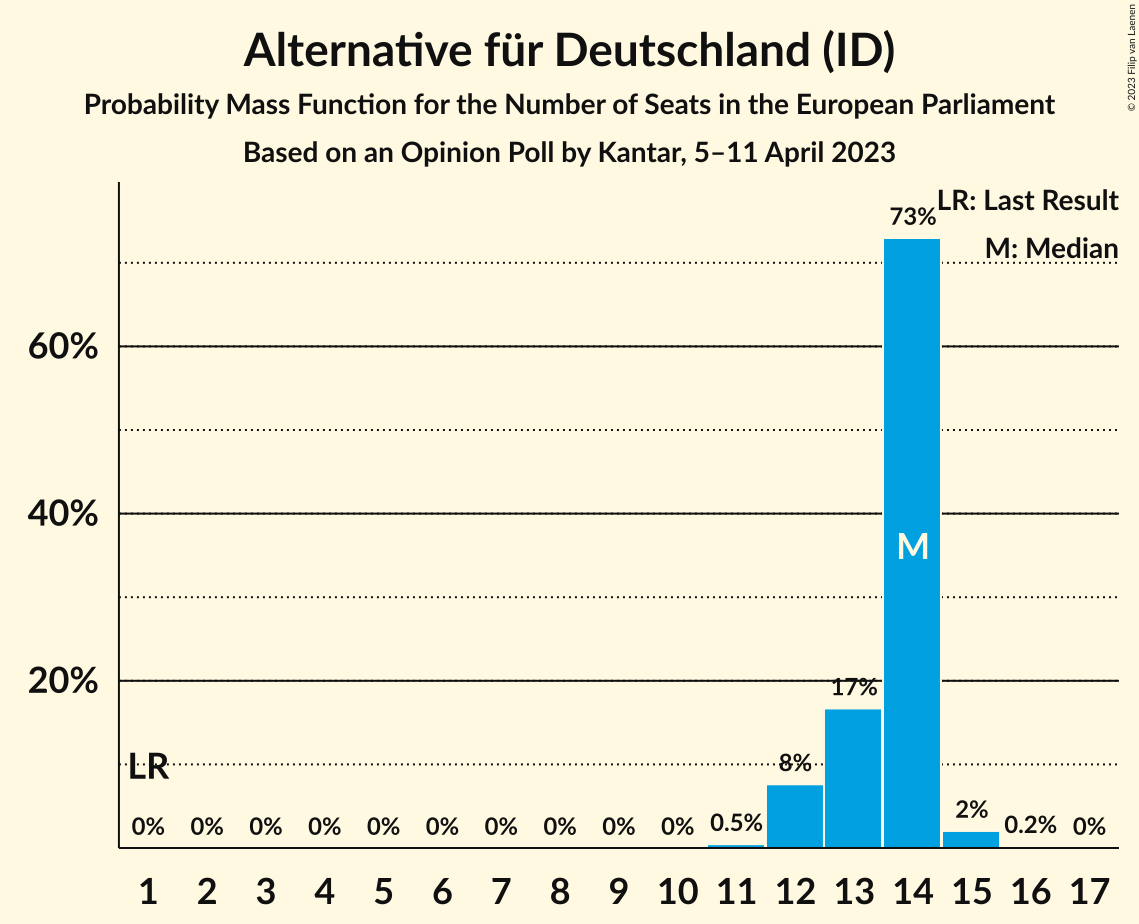 Alternative für Deutschland (ID)
Probability Mass Function for the Number of Seats in the European Parliament
Based on an Opinion Poll by Kantar, 5–11 April 2023
© 2023 Filip van Laenen
LR: Last Result
M: Median
60%
40%
20%
LR
M
0% 0% 0% 0% 0% 0% 0% 0% 0% 0% 0.5% 8% 17% 73% 2% 0.2% 0%
1 2 3 4 5 6 7 8 9 10 11 12 13 14 15 16 17